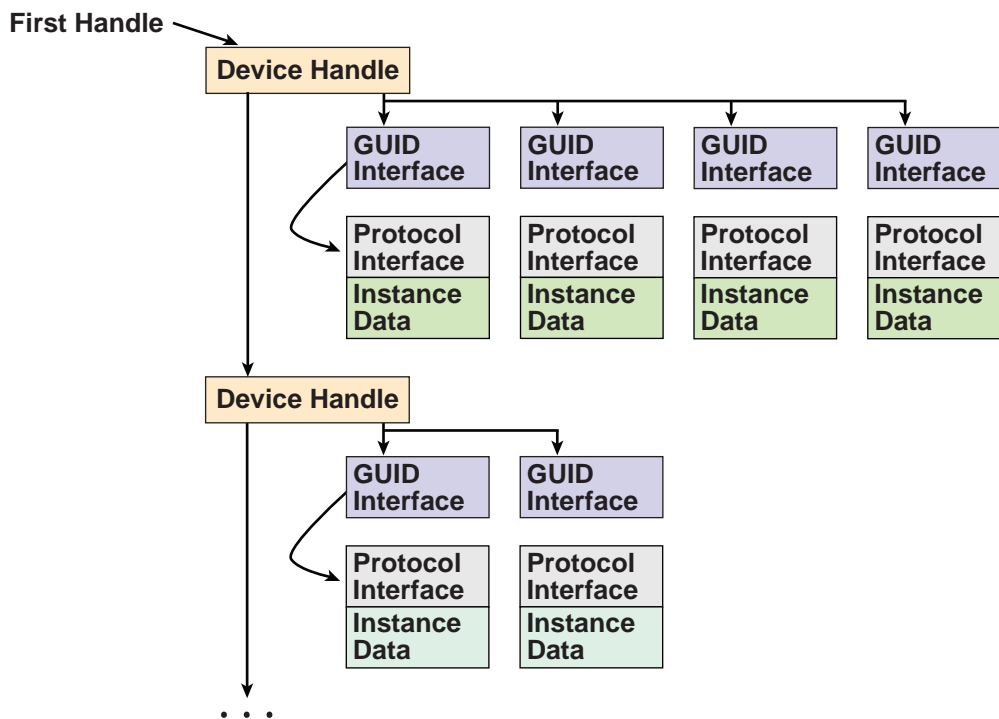 First Handle
Device Handle
GUID
Interface
GUID
Interface
GUID
Interface
GUID
Interface
Protocol
Interface
Protocol
Interface
Protocol
Interface
Protocol
Interface
Instance
Data
Instance
Data
Instance
Data
Instance
Data
Device Handle
GUID
Interface
GUID
Interface
Protocol
Interface
Protocol
Interface
Instance
Data
Instance
Data
. . .